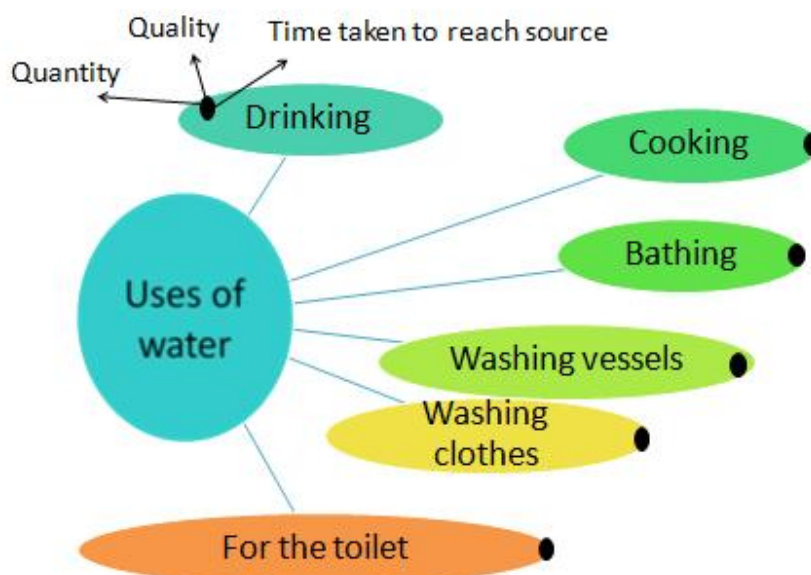 Quality
Time taken to reach source
Quantity
Drinking
Cooking
Bathing
Uses of
water
Washing vessels
Washing
clothes
For the toilet